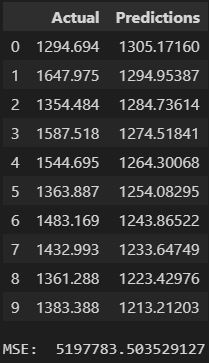 Actual Predictions
0 1294.694 1305.17160
1 1647.975 1294.95387
2 1354.484 1284.73614
3 1587.518 1274.51841
4 1544.695 1264.30068
5 1363.887 1254.08295
6 1483.169 1243.86522
7 1432.993 1233.64749
8 1361.288 1223.42976
9 1383.388 1213.21203
MSE: 5197783.503529127